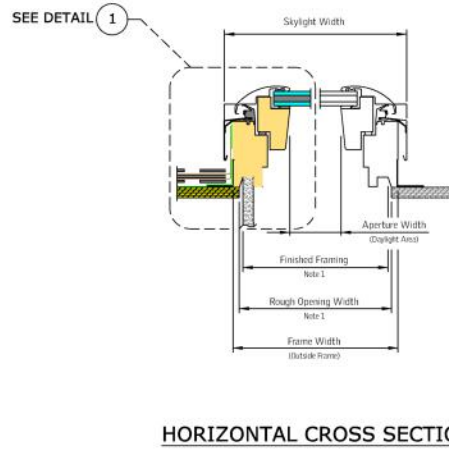 SEE DETAIL 1
Skylight Width
Aperture Width
(Daylight Area)
Finished Framing
Note 1
Rough Opening Width
Note 1
Frame Width
(Outside Frame)
HORIZONTAL CROSS SECTIO